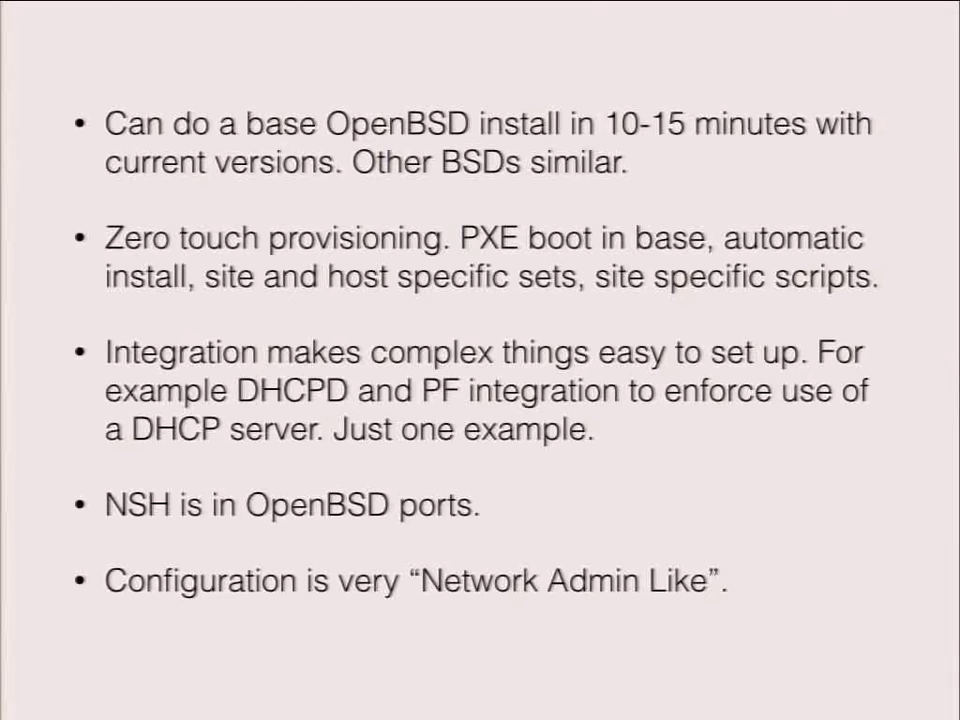 • Can do a base OpenBSD install in 10-15 minutes with
current versions. Other BSDs similar.
• Zero touch provisioning. PXE boot in base, automatic
install, site and host specific sets, site specific scripts.
• Integration makes complex things easy to set up. For
example DHCPD and PF integration to enforce use of
a DHCP server. Just one example.
• NSH is in OpenBSD ports.
• Configuration is very “Network Admin Like”.